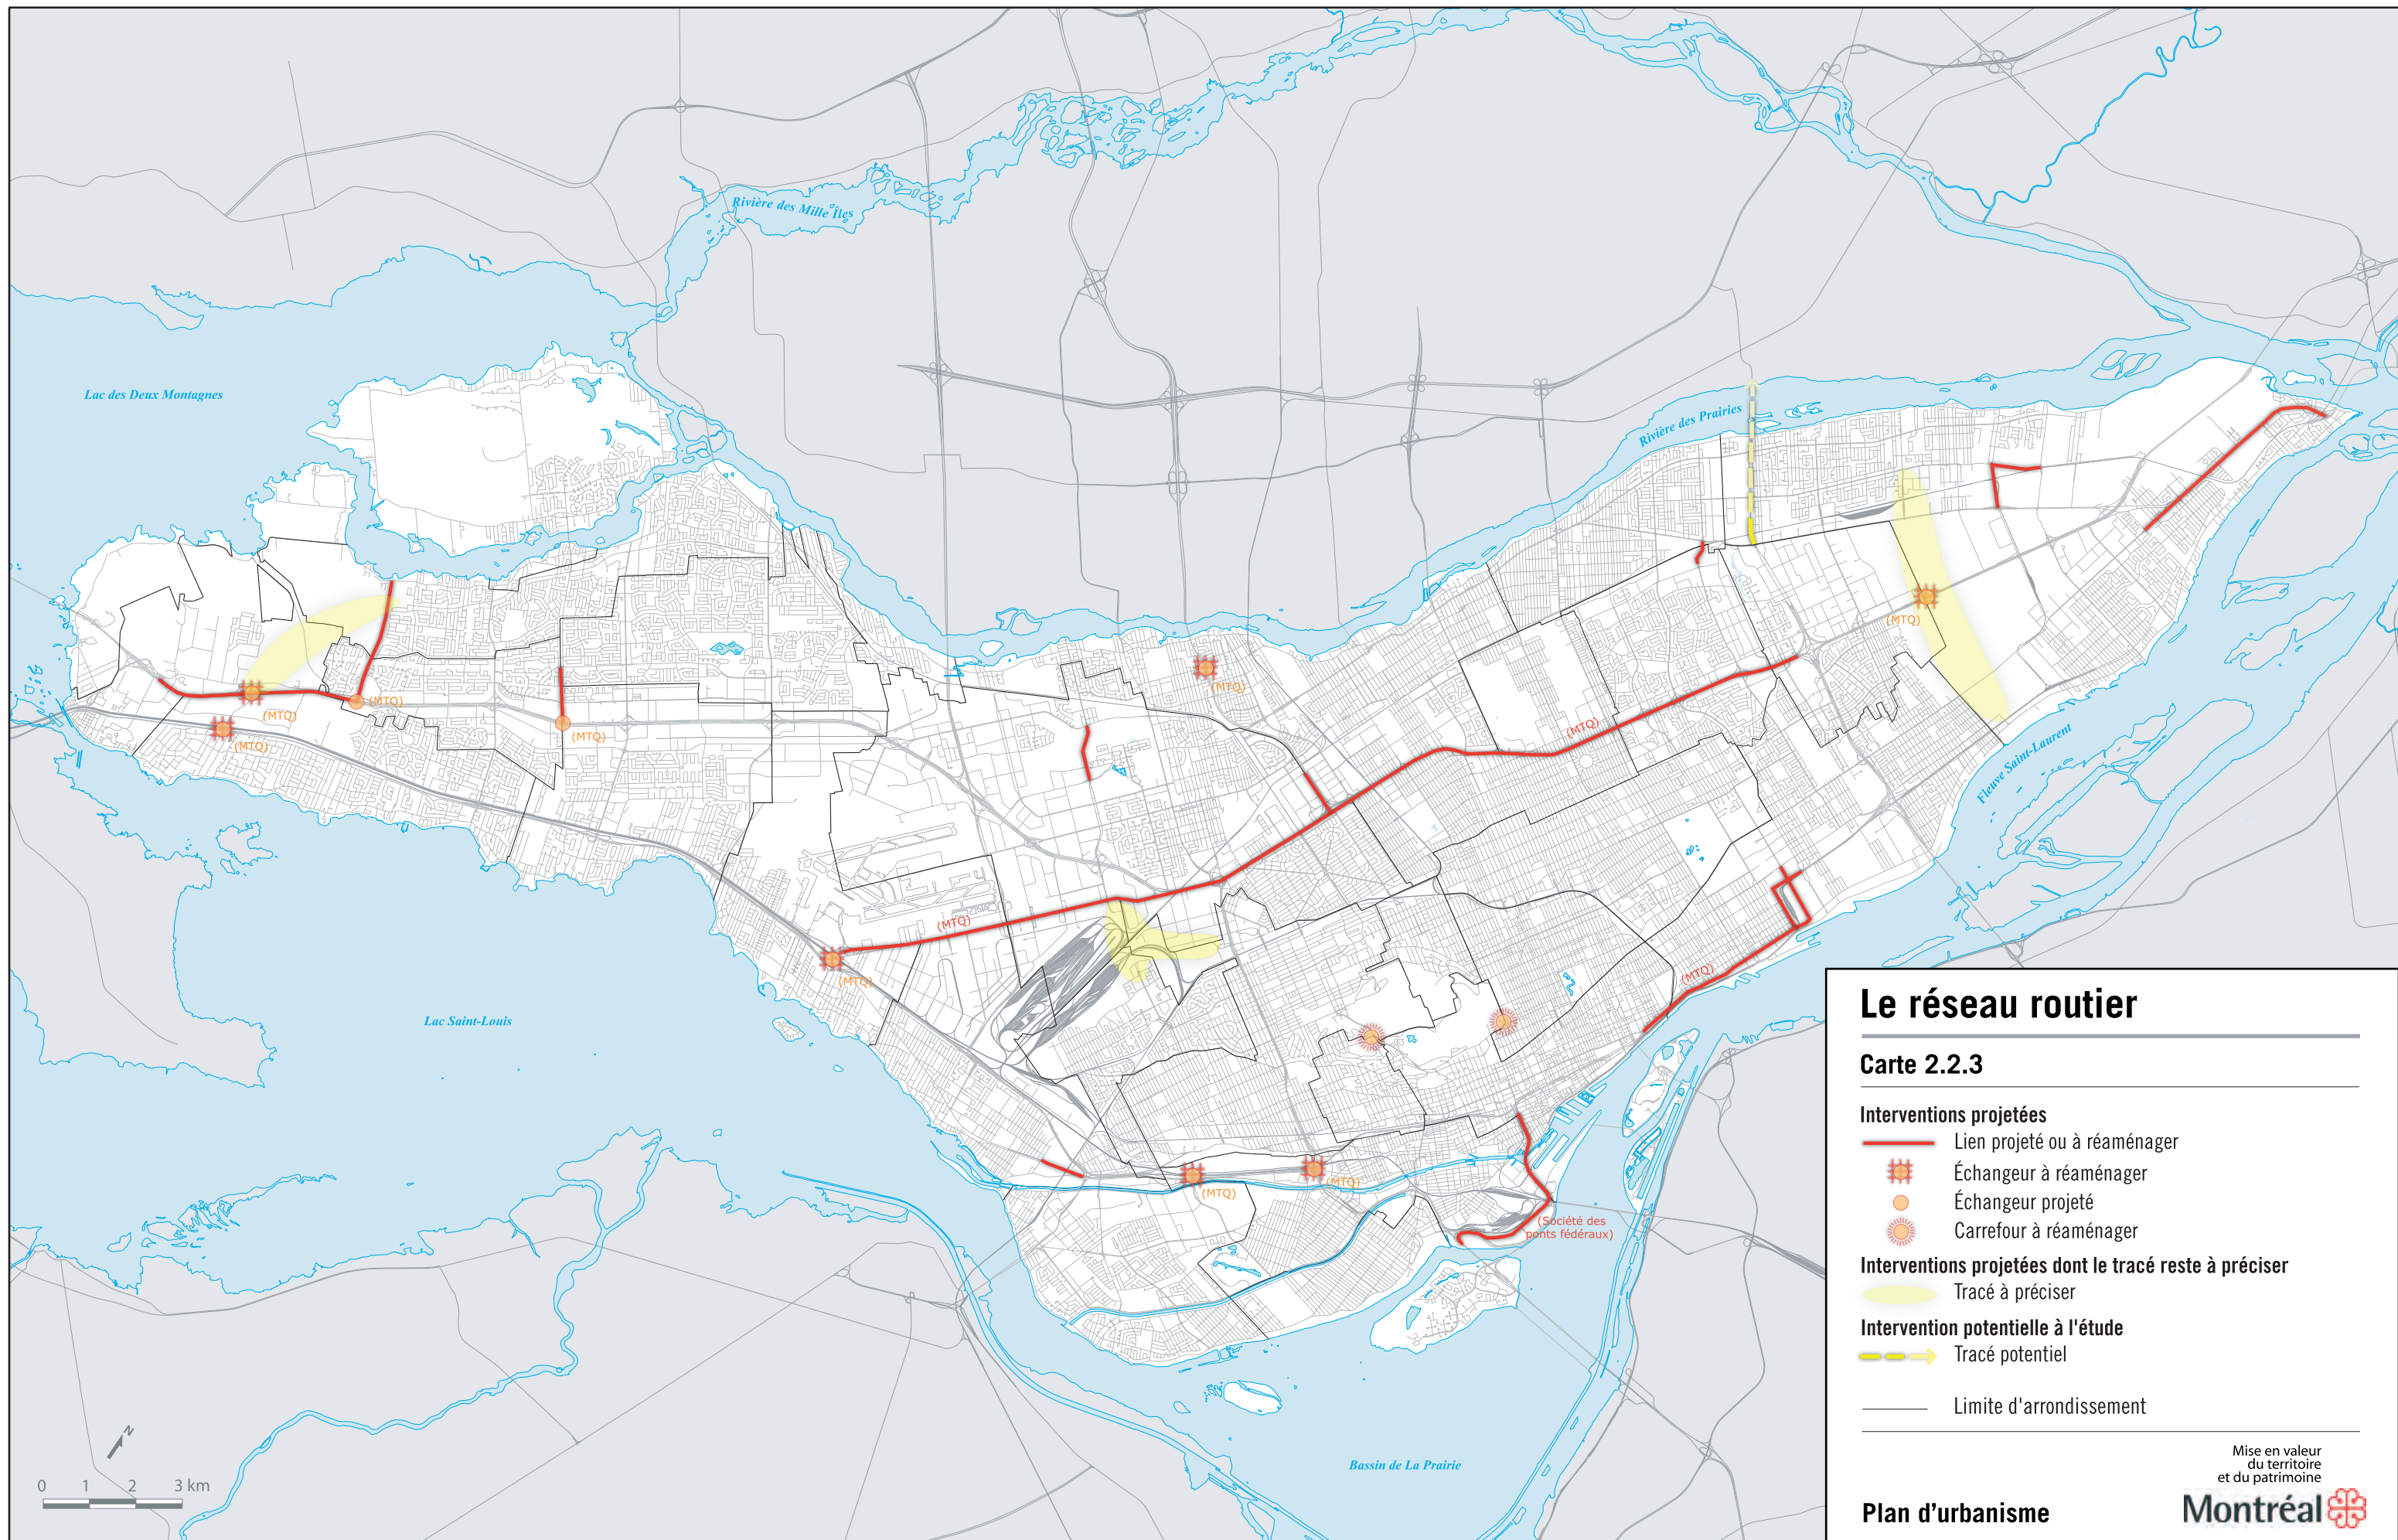 Rivière des Mille Îles
Lac des Deux Montagnes
Rivière des Prairies
(MTQ)
(MTQ)
(MTQ)
(MTQ)
(MTQ)
(MTQ)
(MTQ)
(MTQ)
Fleuve Saint-Laurent
(MTQ)
(MTQ)
(MTQ)
Lac Saint-Louis
(MTQ)
(MTQ)
(Société des
ponts fédéraux)
Bassin de La Prairie
N
0 1 2 3 km
Le réseau routier
Carte 2.2.3
Interventions projetées
Lien projeté ou à réaménager
Échangeur à réaménager
Échangeur projeté
Carrefour à réaménager
Interventions projetées dont le tracé reste à préciser
Tracé à préciser
Intervention potentielle à l'étude
Tracé potentiel
Limite d'arrondissement
Mise en valeur
du territoire
et du patrimoine
Plan d'urbanisme
Montréal